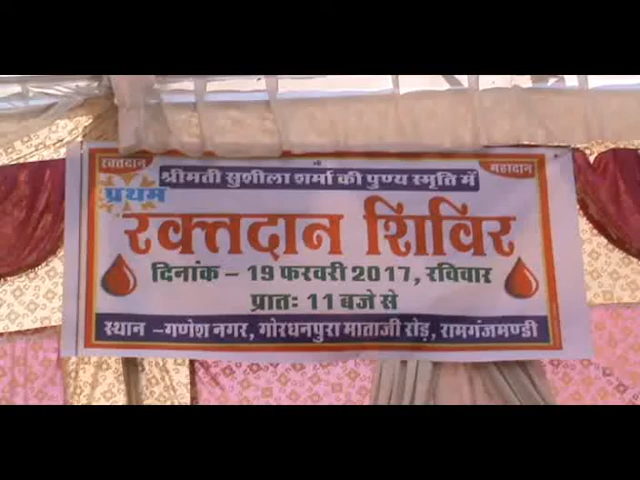 रक्तदान
महादान
श्रीमती सुशीला शर्मा की पुण्य स्मृति में
प्रथम
रक्तदान शिविर
दिनांक – 19 फरवरी 2017, रविवार
प्रातः 11 बजे से
स्थान –गणेश नगर, गोरधनपुरा माताजी रोड़, रामगंजमण्डी